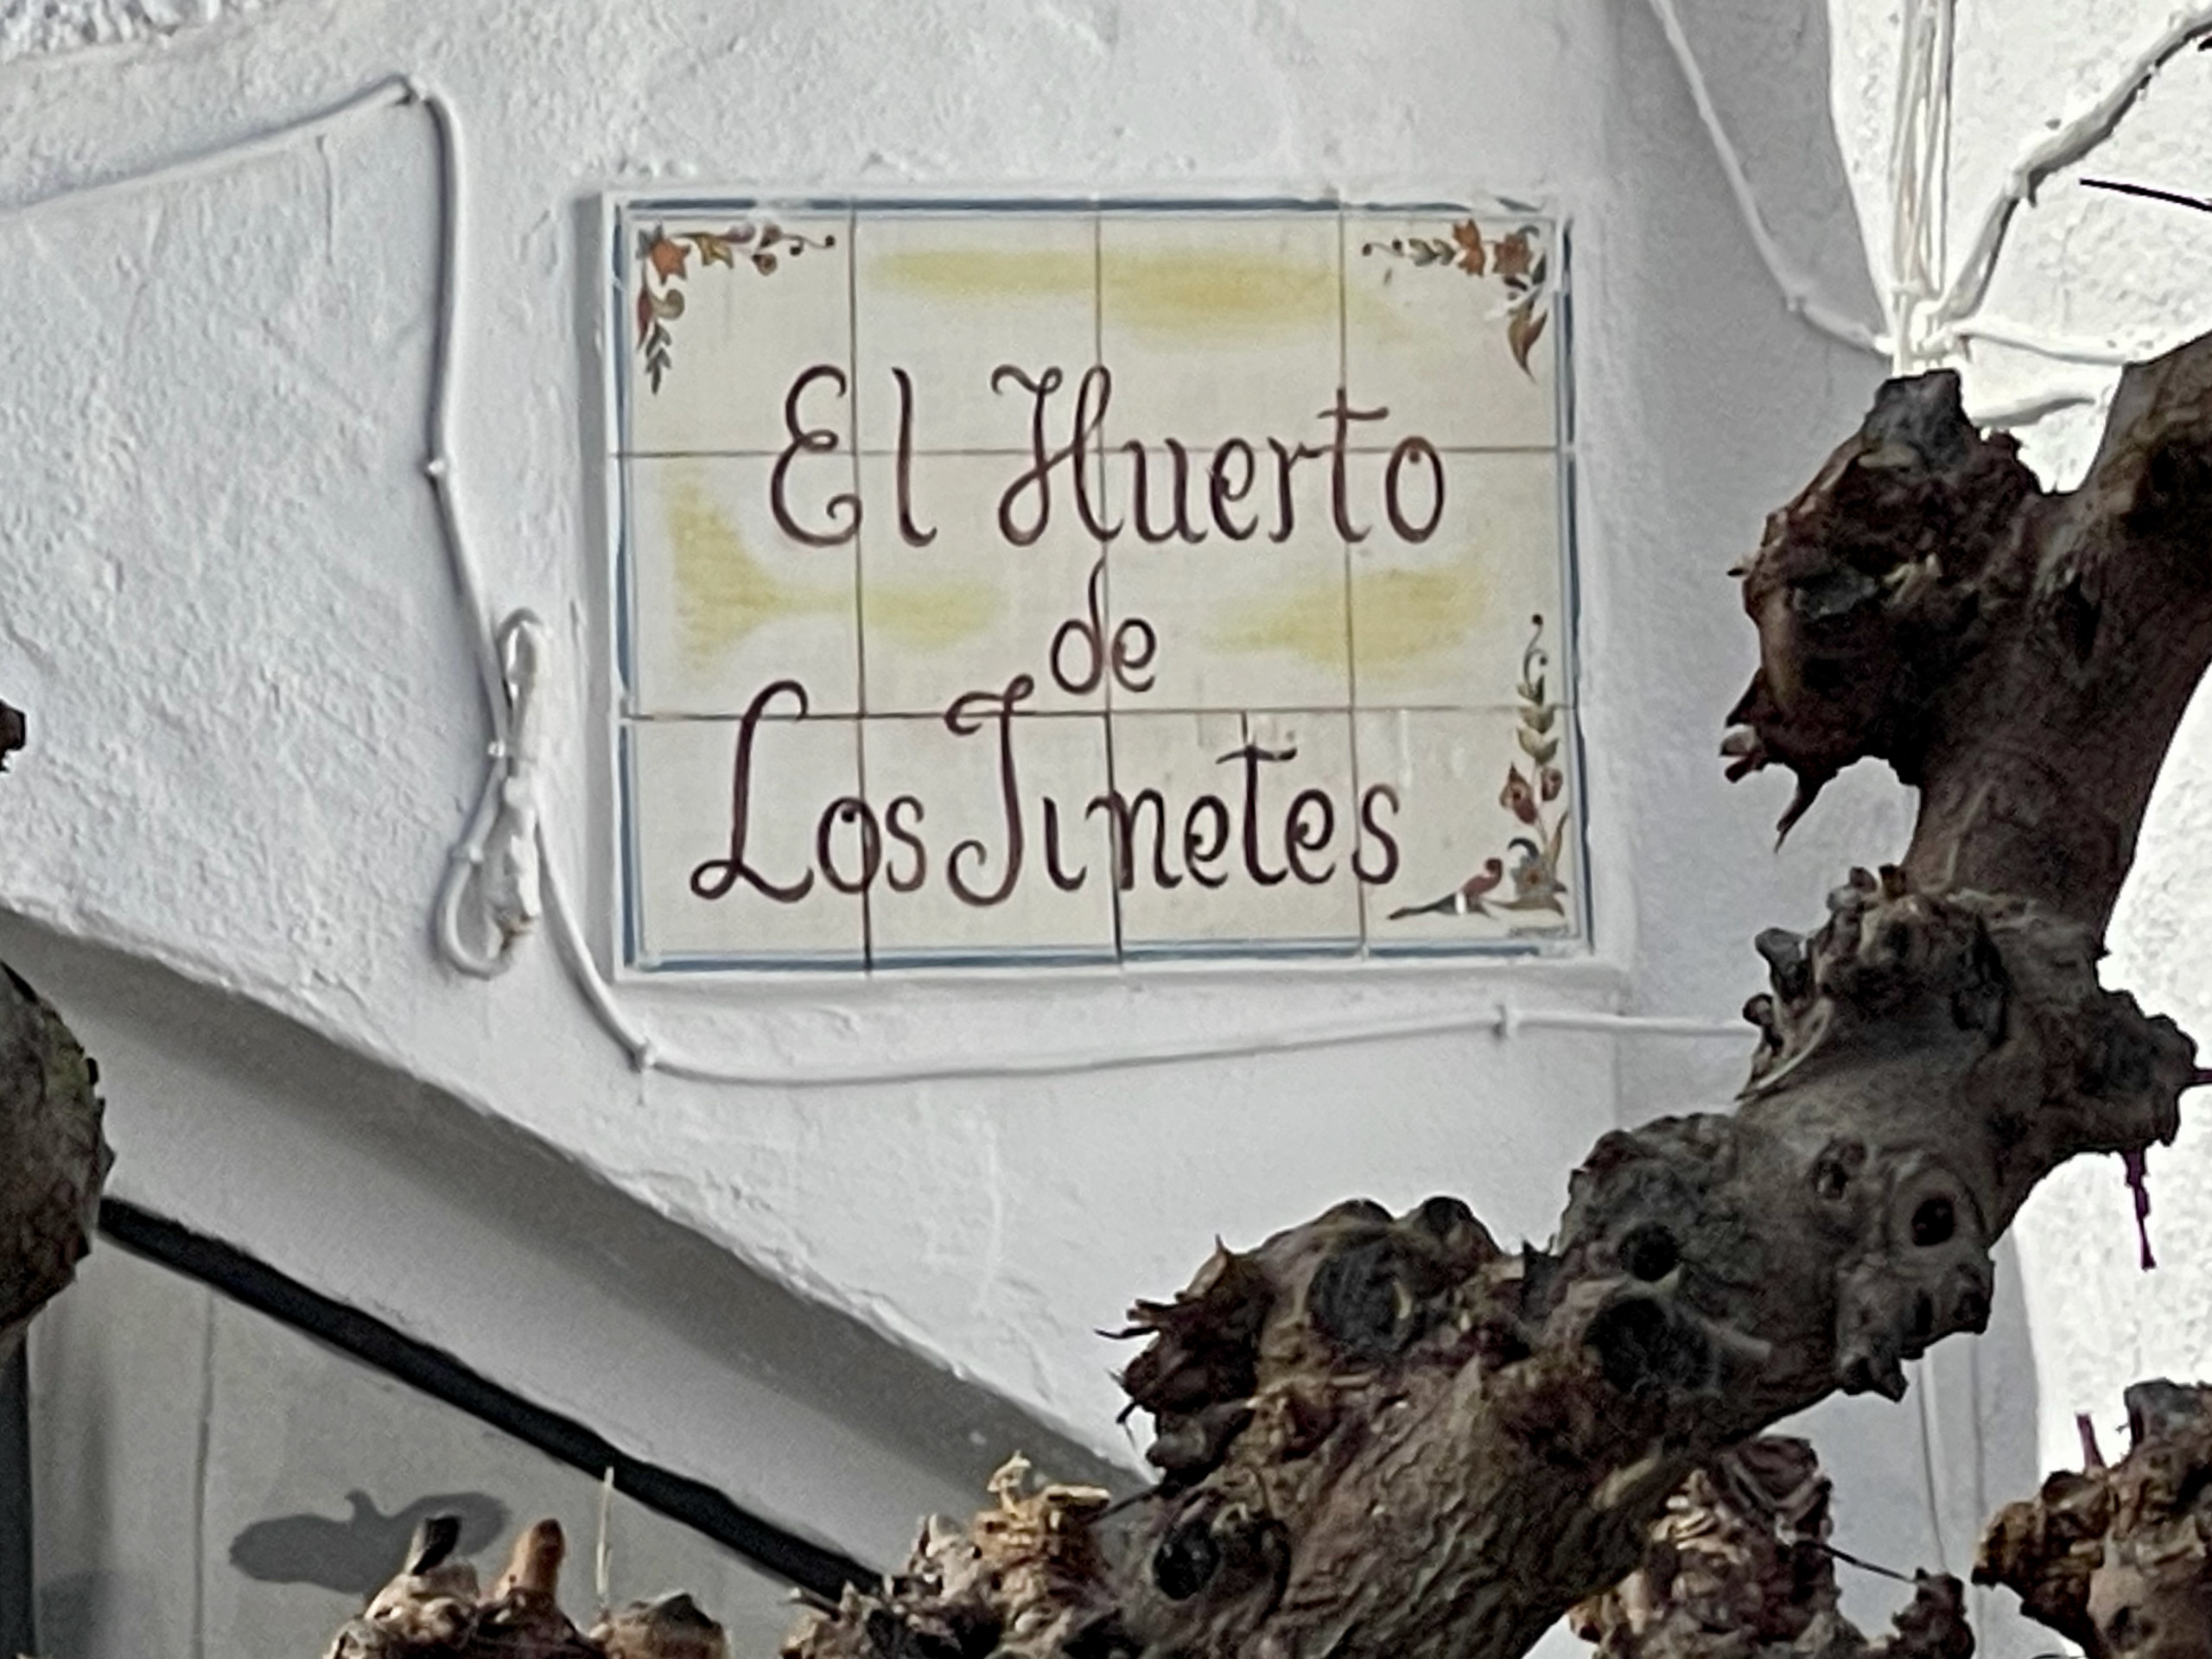 El Huerto
de
Los Jinetes